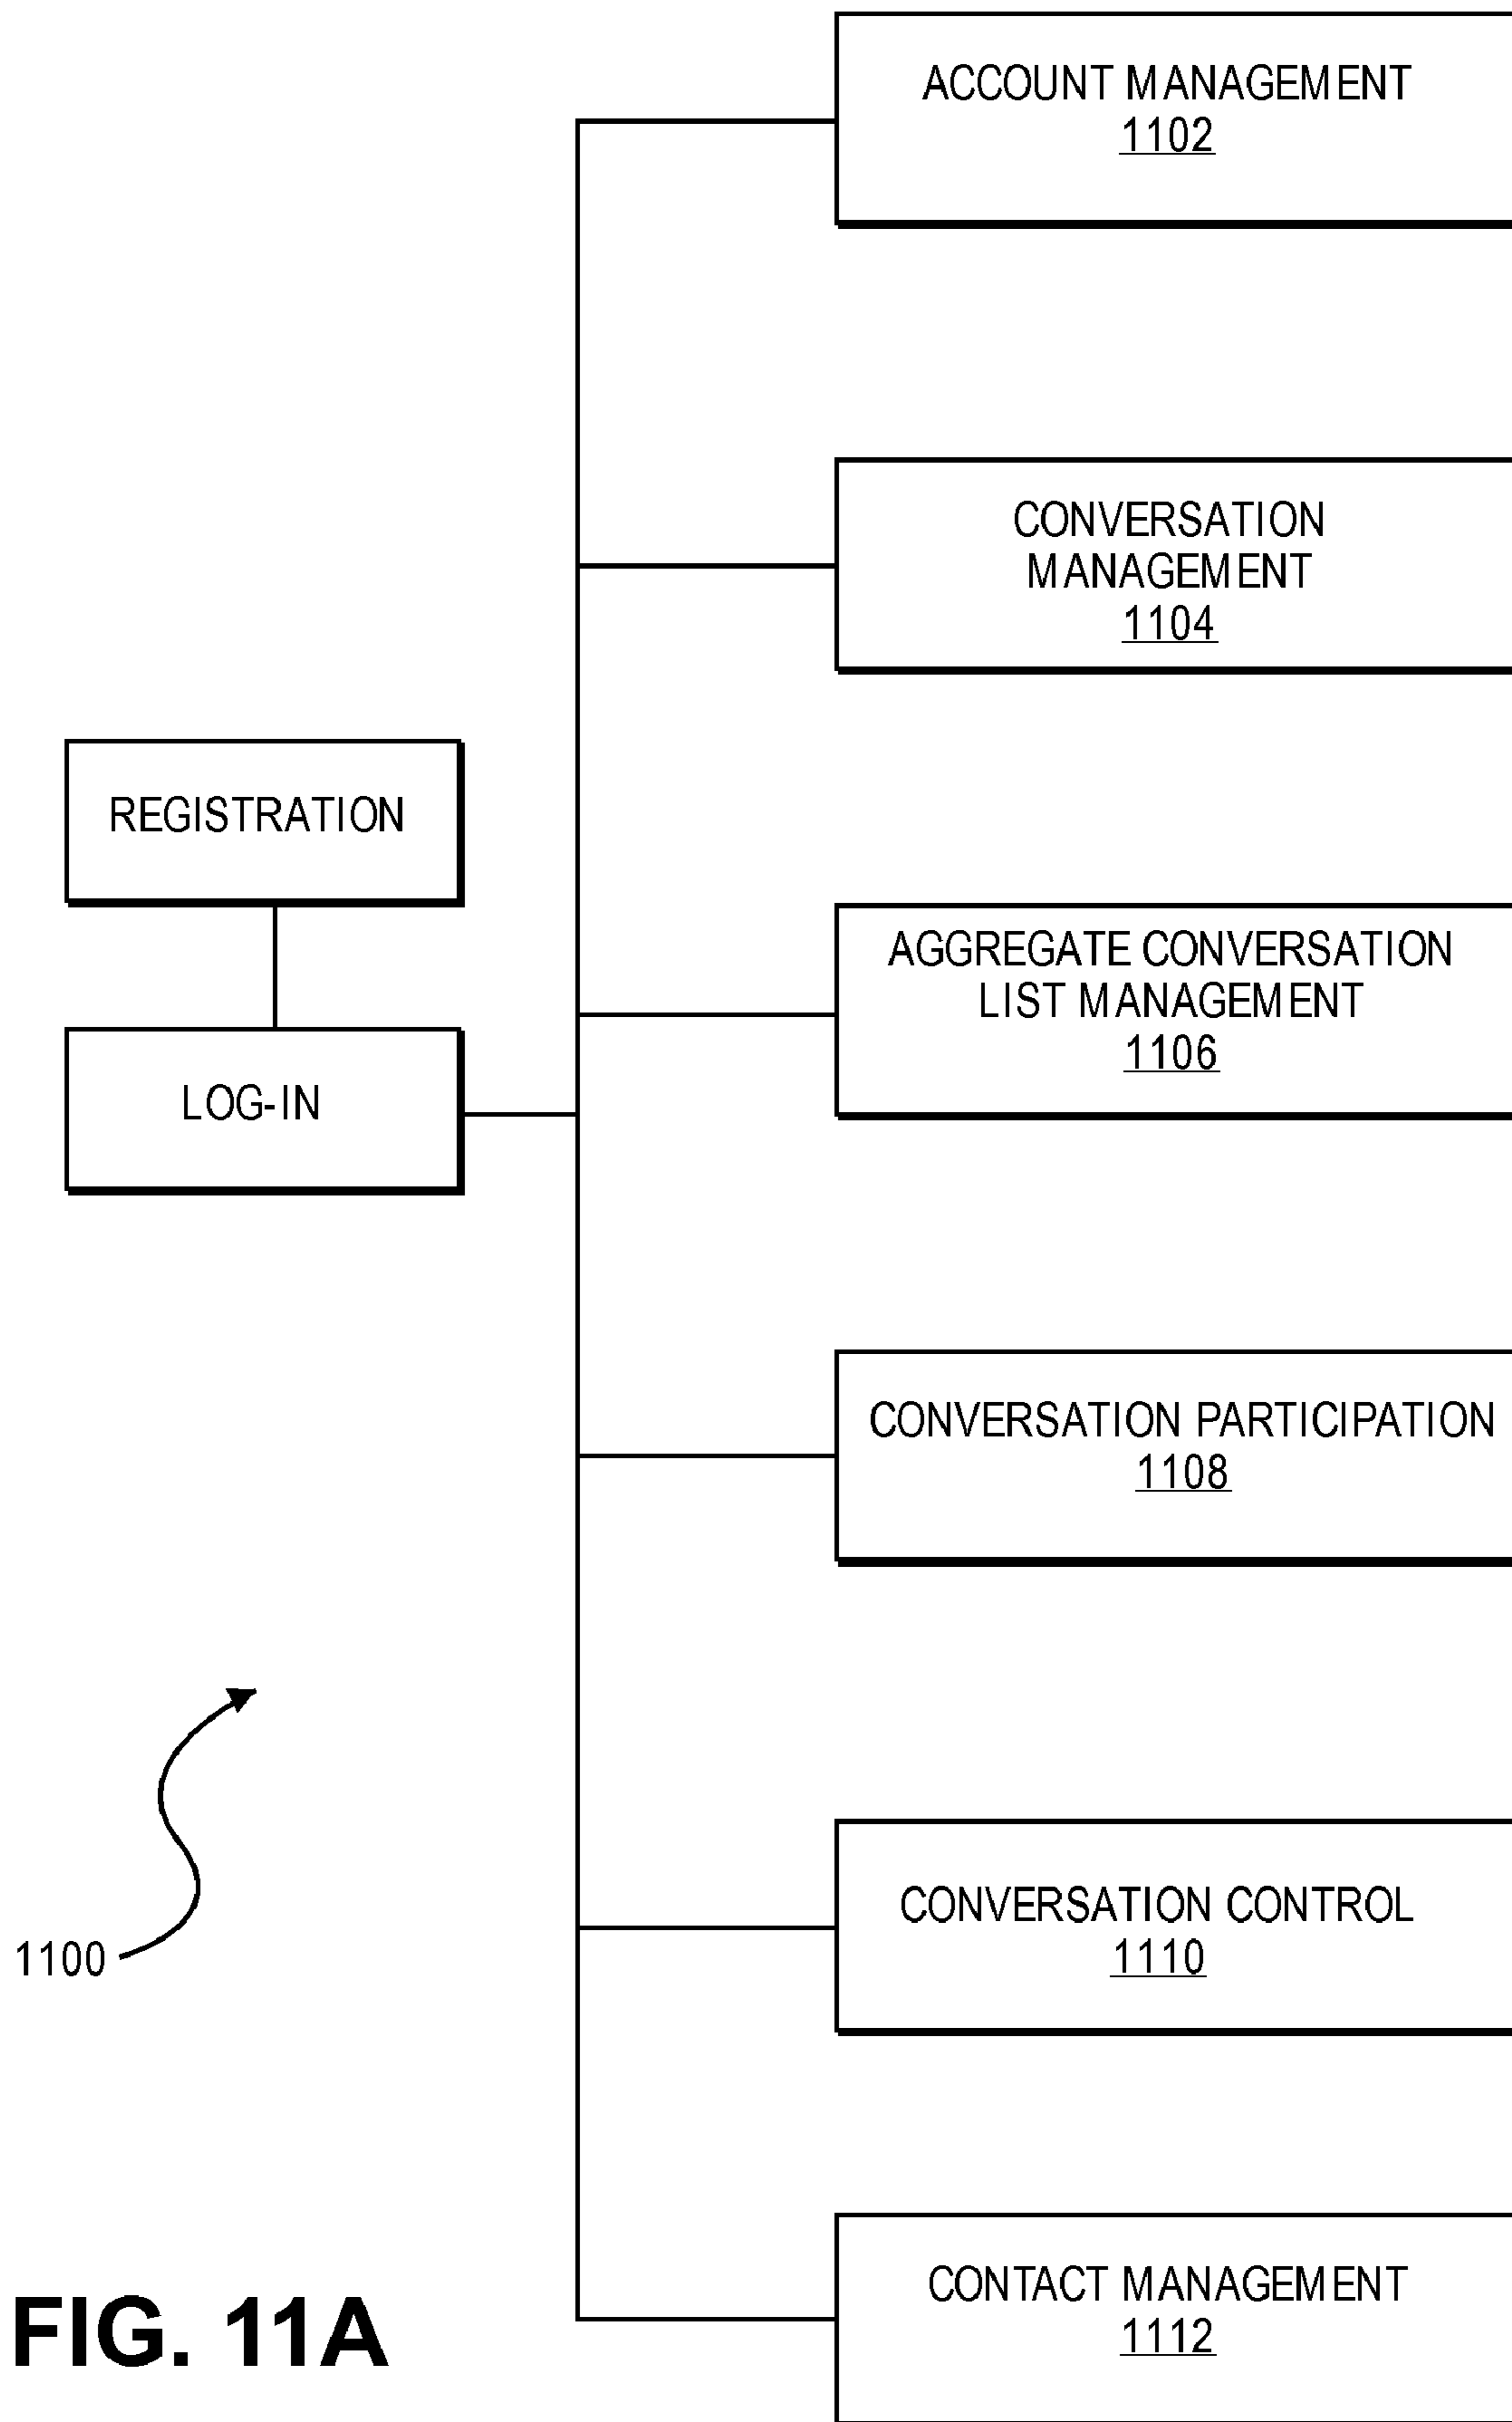 ACCOUNT MANAGEMENT
1102
CONVERSATION
MANAGEMENT
1104
REGISTRATION
AGGREGATE CONVERSATION
LIST MANAGEMENT
1106
LOG-IN
CONVERSATION PARTICIPATION
1108
CONVERSATION CONTROL
1110
1100
CONTACT MANAGEMENT
1112
FIG. 11A